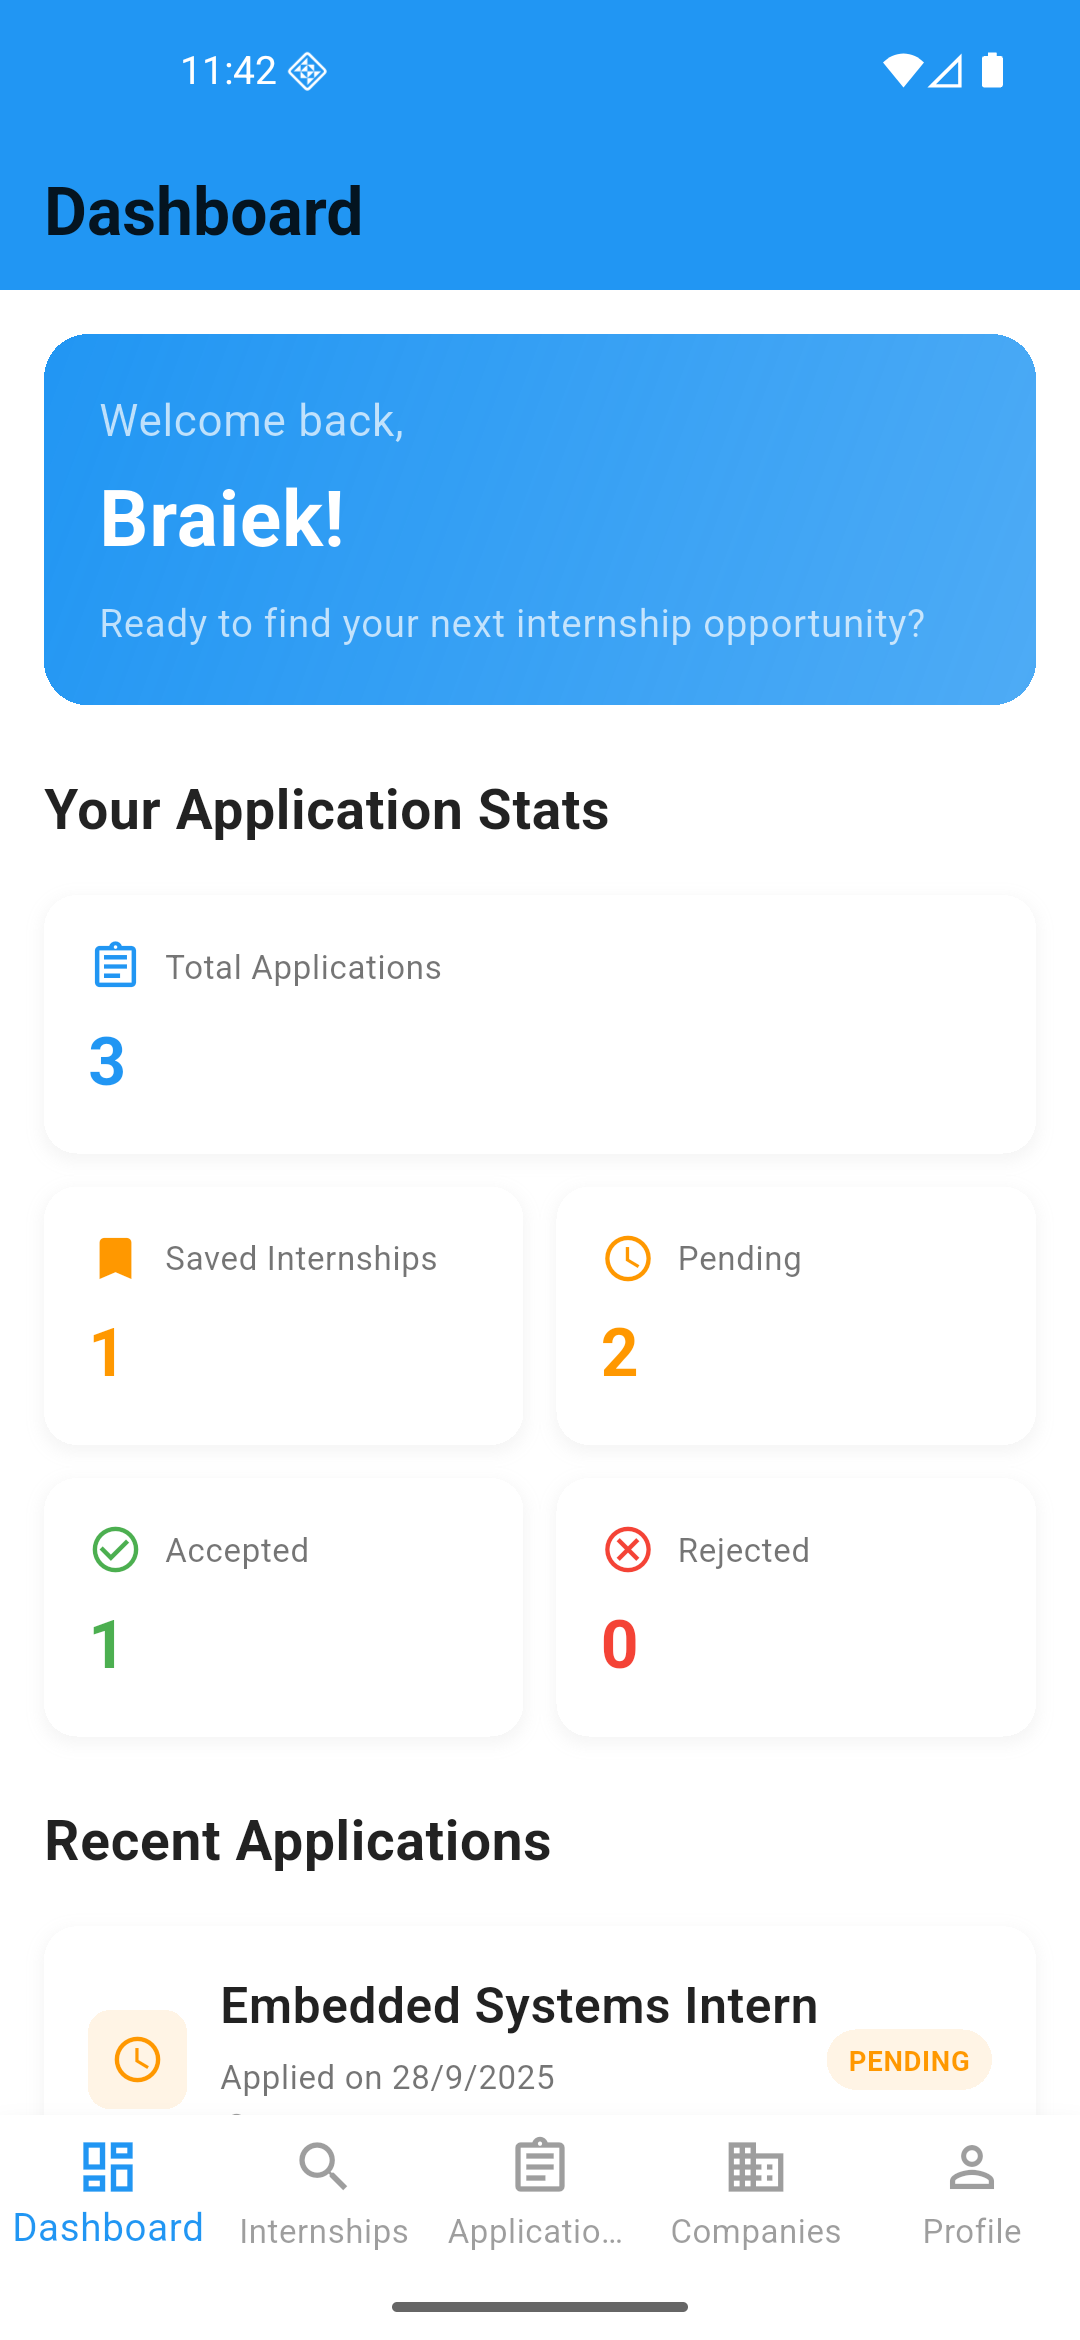 11:42
Dashboard
Welcome back,
Braiek!
Ready to find your next internship opportunity?
Your Application Stats
Total Applications
3
Saved Internships
1
Pending
2
Accepted
1
Rejected
0
Recent Applications
Embedded Systems Intern
Applied on 28/9/2025
PENDING
Dashboard
Internships
Applicatio...
Companies
Profile